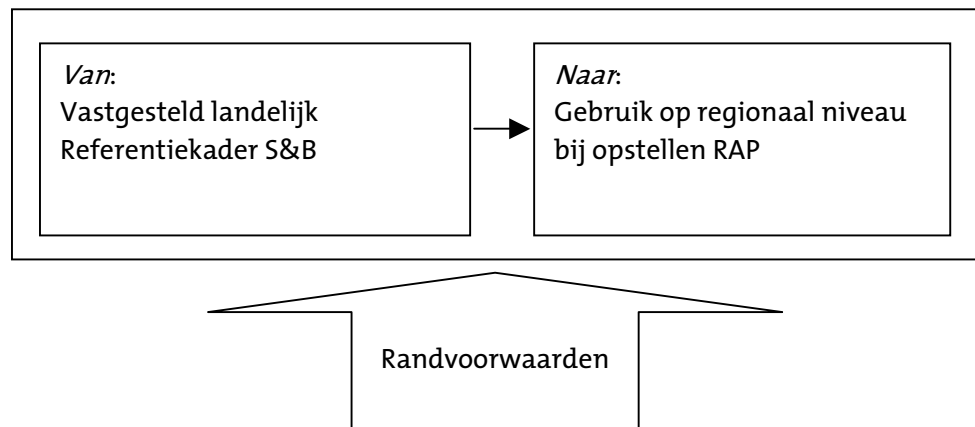 Van:
Vastgesteld landelijk
Referentiekader S&B
Naar:
Gebruik op regionaal niveau
bij opstellen RAP
Randvoorwaarden